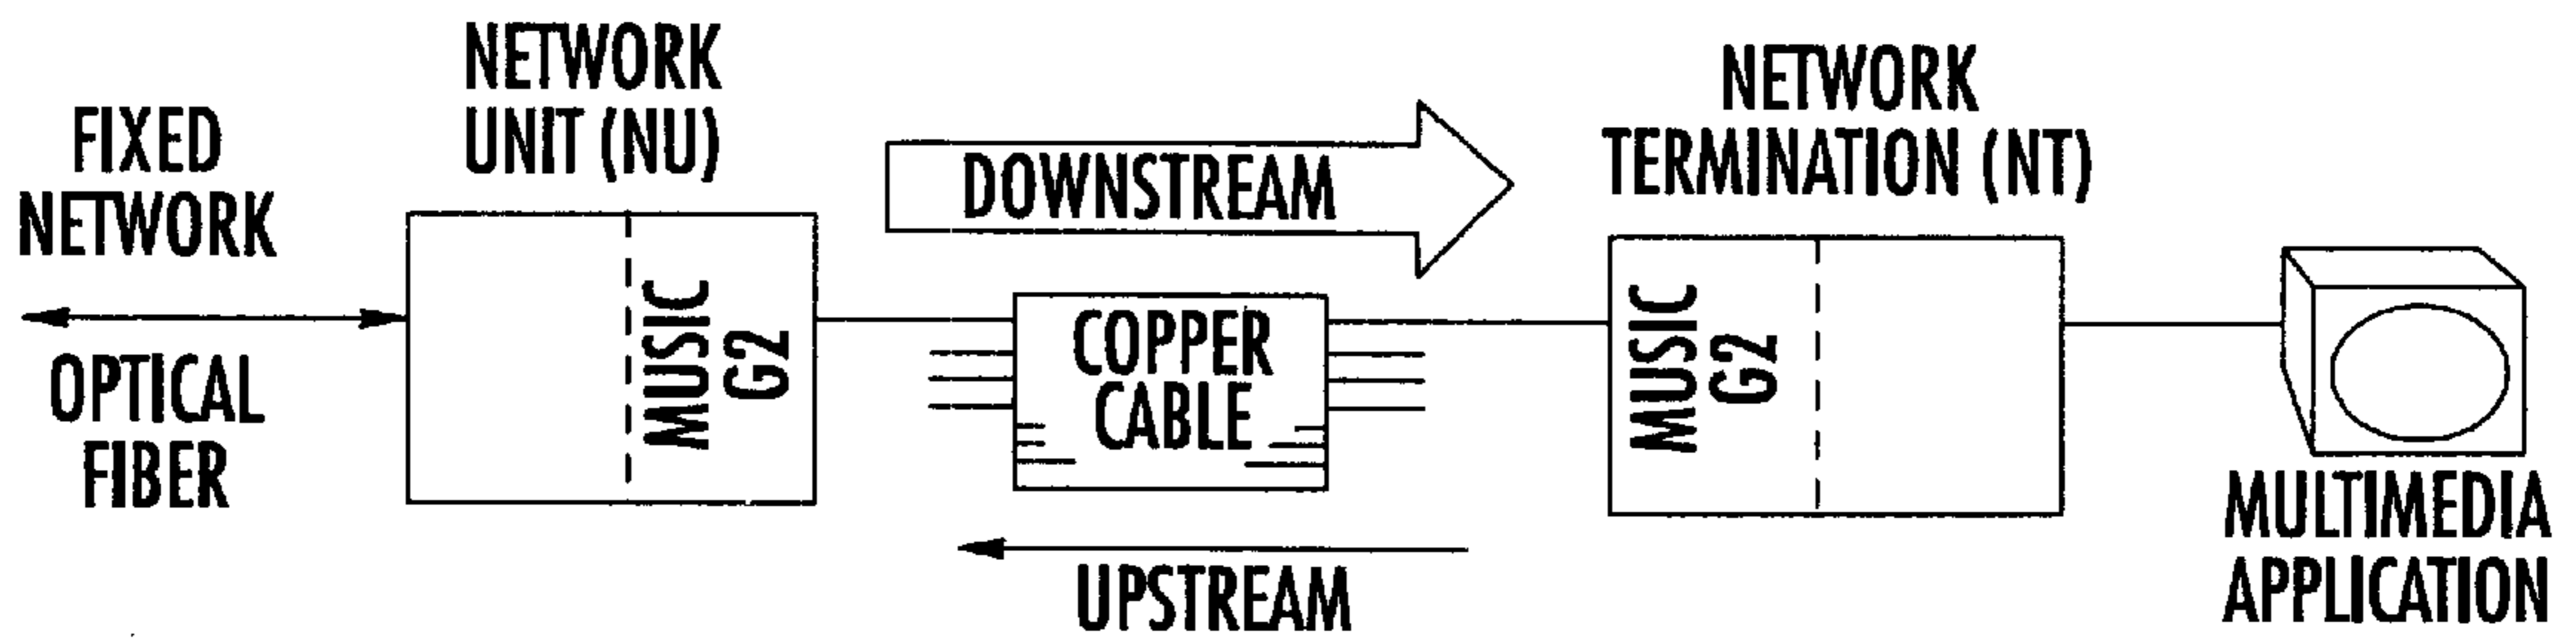 FIXED
NETWORK
OPTICAL
FIBER
NETWORK
UNIT (NU)
MUSIC
G2
DOWNSTREAM
COPPER
CABLE
UPSTREAM
NETWORK
TERMINATION (NT)
MUSIC
G2
MULTIMEDIA
APPLICATION